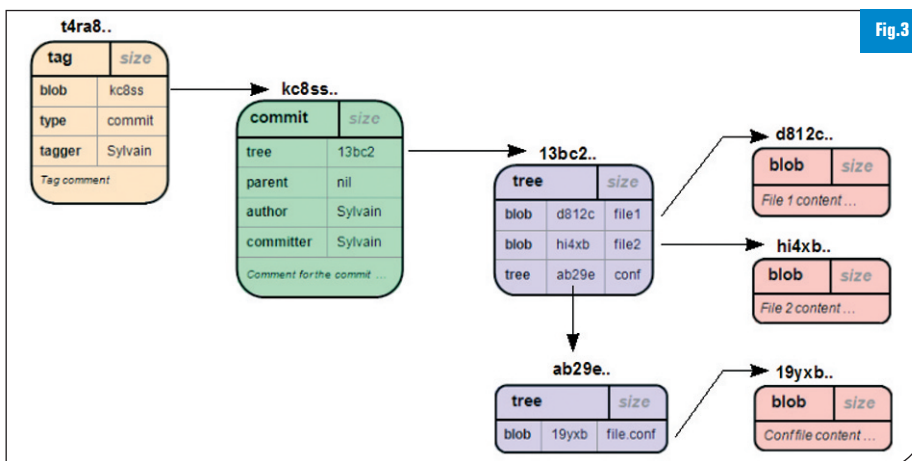 Fig.3
t4ra8..
tag size
blob kc8ss
type commit
tagger Sylvain
Tag comment
kc8ss..
commit size
tree 13bc2
parent nil
author Sylvain
committer Sylvain
Comment for the commit ...
13bc2..
tree size
blob d812c file1
blob hi4xb file2
tree ab29e conf
d812c..
blob size
File 1 content ...
hi4xb..
blob size
File 2 content ...
ab29e..
tree size
blob 19yxb file.conf
19yxb..
blob size
Conffile content ...